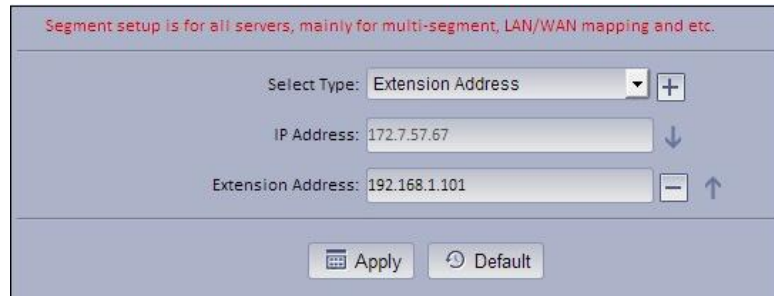 Segment setup is for all servers, mainly for multi-segment, LAN/WAN mapping and etc.
Select Type: Extension Address
IP Address: 172.7.57.67
Extension Address: 192.168.1.101
Apply Default